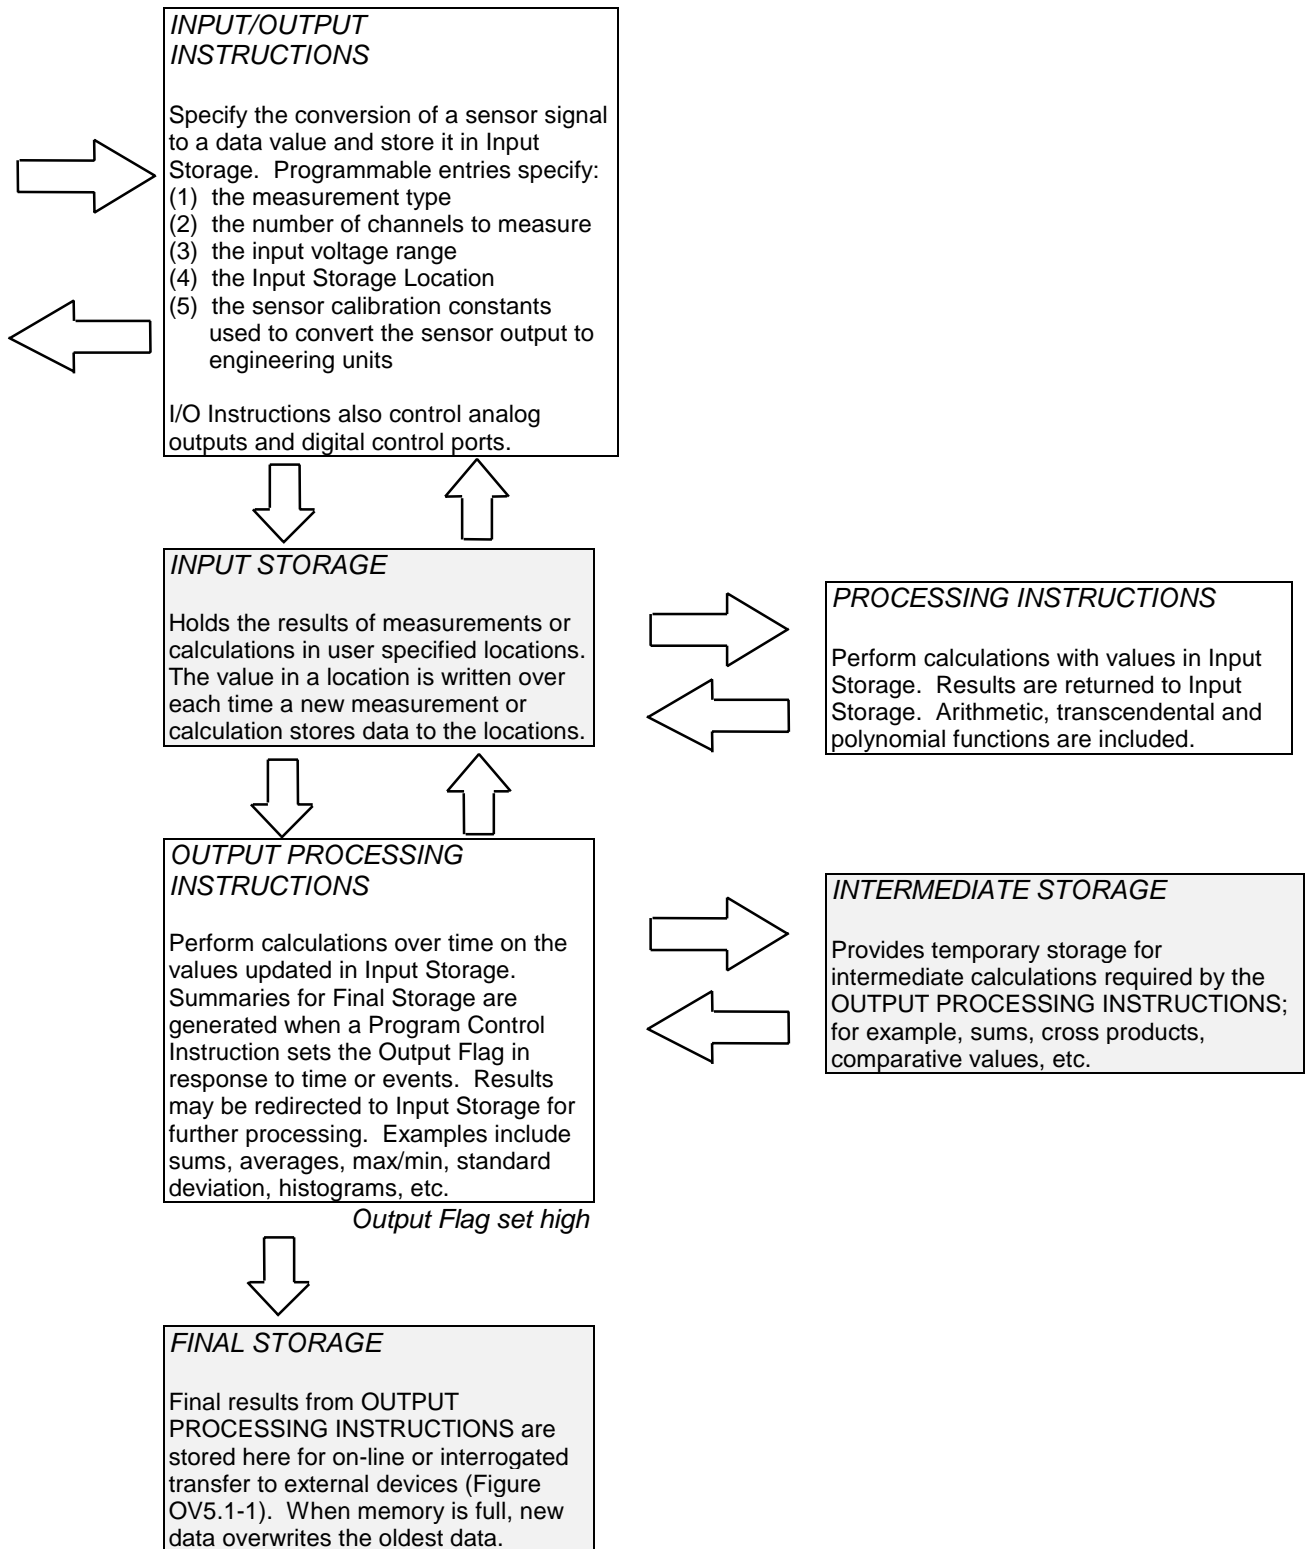 INPUT/OUTPUT
INSTRUCTIONS
Specify the conversion of a sensor signal
to a data value and store it in Input
Storage.  Programmable entries specify:
(1)  the measurement type
(2)  the number of channels to measure
(3)  the input voltage range
(4)  the Input Storage Location
(5)  the sensor calibration constants
used to convert the sensor output to
engineering units
I/O Instructions also control analog
outputs and digital control ports.
INPUT STORAGE
Holds the results of measurements or
calculations in user specified locations.
The value in a location is written over
each time a new measurement or
calculation stores data to the locations.
PROCESSING INSTRUCTIONS
Perform calculations with values in Input
Storage.  Results are returned to Input
Storage.  Arithmetic, transcendental and
polynomial functions are included.
OUTPUT PROCESSING
INSTRUCTIONS
Perform calculations over time on the
values updated in Input Storage.
Summaries for Final Storage are
generated when a Program Control
Instruction sets the Output Flag in
response to time or events.  Results
may be redirected to Input Storage for
further processing.  Examples include
sums, averages, max/min, standard
deviation, histograms, etc.
INTERMEDIATE STORAGE
Provides temporary storage for
intermediate calculations required by the
OUTPUT PROCESSING INSTRUCTIONS;
for example, sums, cross products,
comparative values, etc.
Output Flag set high
FINAL STORAGE
Final results from OUTPUT
PROCESSING INSTRUCTIONS are
stored here for on-line or interrogated
transfer to external devices (Figure
OV5.1-1).  When memory is full, new
data overwrites the oldest data.